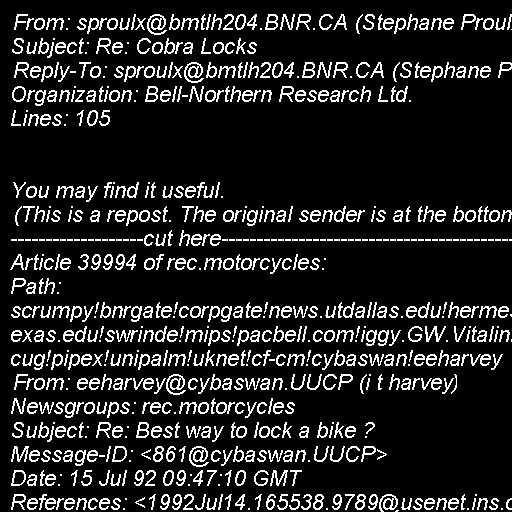 From: sproulx@bmtlh204.BNR.CA (Stephane Proul
Subject: Re: Cobra Locks
Reply-To: sproulx@bmtlh204.BNR.CA (Stephane P
Organization: Bell-Northern Research Ltd.
Lines: 105
You may find it useful.
(This is a repost. The original sender is at the bottom
-------------------cut here------------------------------------------
Article 39994 of rec.motorcycles:
Path:
scrumpy!bnrgate!corpgate!news.utdallas.edu!hermes
exas.edu!swrinde!mips!pacbell.com!iggy.GW.Vitalin
cug!pipex!unipalm!uknet!cf-cm!cybaswan!eeharvey
From: eeharvey@cybaswan.UUCP (i t harvey)
Newsgroups: rec.motorcycles
Subject: Re: Best way to lock a bike ?
Message-ID: <861@cybaswan.UUCP>
Date: 15 Jul 92 09:47:10 GMT
References: <1992Jul14.165538.9789@usenet.ins.c